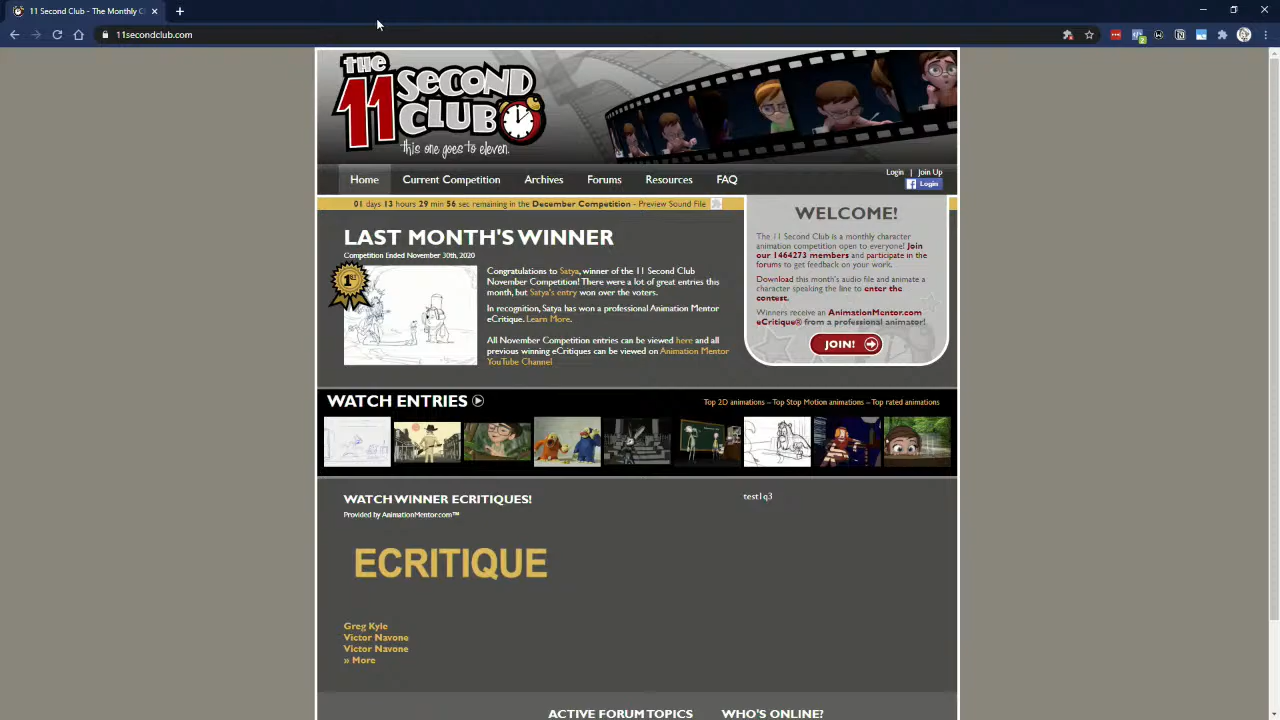 11 Second Club - The Monthly C
11secondclub.com
THE 11 SECOND CLUB
this one goes to eleven.
Home Current Competition Archives Forums Resources FAQ
Login | Join Up
Login
01 days 13 hours 29 min 56 sec remaining in the December Competition - Preview Sound File
WELCOME!
The 11 Second Club is a monthly character
animation competition open to everyone! Join
our 1464273 members and participate in the
forums to get feedback on your work.
Download this month's audio file and animate a
character speaking the line to enter the
contest.
Winners receive an AnimationMentor.com
eCritique® from a professional animator!
JOIN!
LAST MONTH'S WINNER
Competition Ended November 30th, 2020
1st
Congratulations to Satya, winner of the 11 Second Club
November Competition! There were a lot of great entries this
month, but Satya's entry won over the voters.
In recognition, Satya has won a professional Animation Mentor
eCritique. Learn More.
All November Competition entries can be viewed here and all
previous winning eCritiques can be viewed on Animation Mentor
YouTube Channel
WATCH ENTRIES
Top 2D animations – Top Stop Motion animations – Top rated animations
WATCH WINNER ECRITIQUES!
Provided by AnimationMentor.com™
test1q3
ECRITIQUE
Greg Kyle
Victor Navone
Victor Navone
» More
ACTIVE FORUM TOPICS
WHO'S ONLINE?